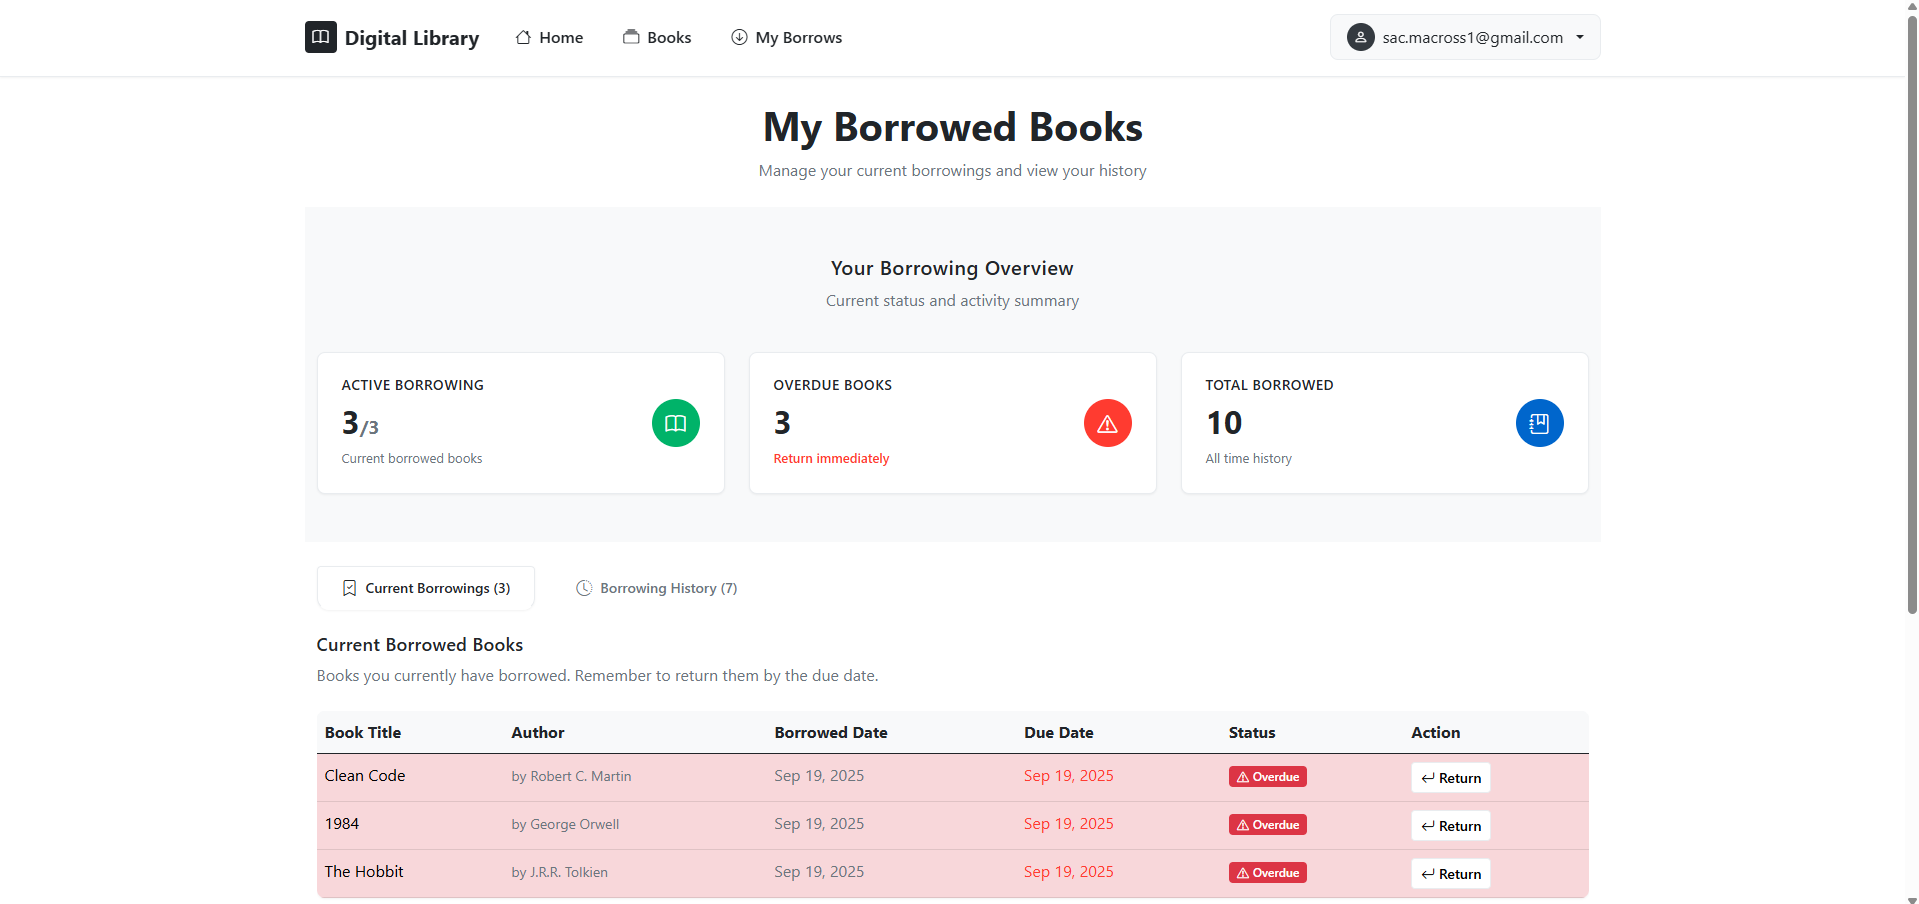 Digital Library Home Books My Borrows sac.macross1@gmail.com
My Borrowed Books
Manage your current borrowings and view your history
Your Borrowing Overview
Current status and activity summary
ACTIVE BORROWING
3/3
Current borrowed books
OVERDUE BOOKS
3
Return immediately
TOTAL BORROWED
10
All time history
Current Borrowings (3) Borrowing History (7)
Current Borrowed Books
Books you currently have borrowed. Remember to return them by the due date.
Book Title Author Borrowed Date Due Date Status Action
Clean Code by Robert C. Martin Sep 19, 2025 Sep 19, 2025 Overdue Return
1984 by George Orwell Sep 19, 2025 Sep 19, 2025 Overdue Return
The Hobbit by J.R.R. Tolkien Sep 19, 2025 Sep 19, 2025 Overdue Return